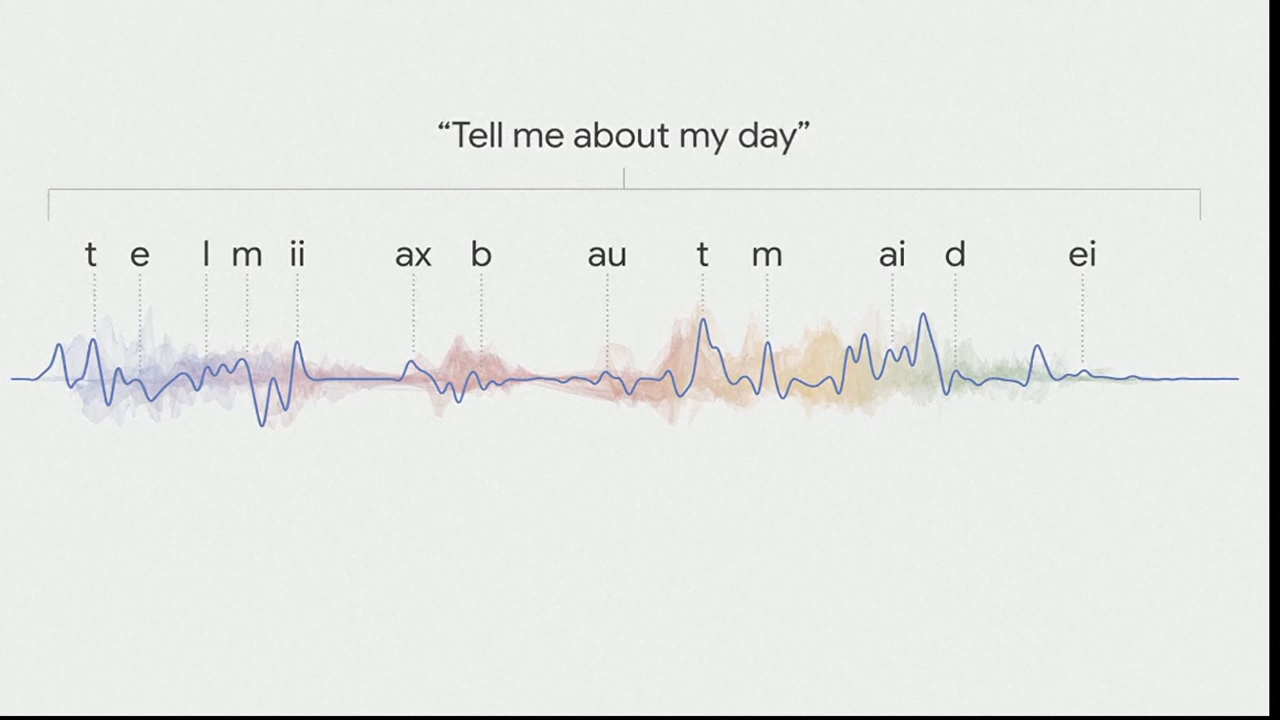 “Tell me about my day”
t e l m ii ax b au t m ai d ei